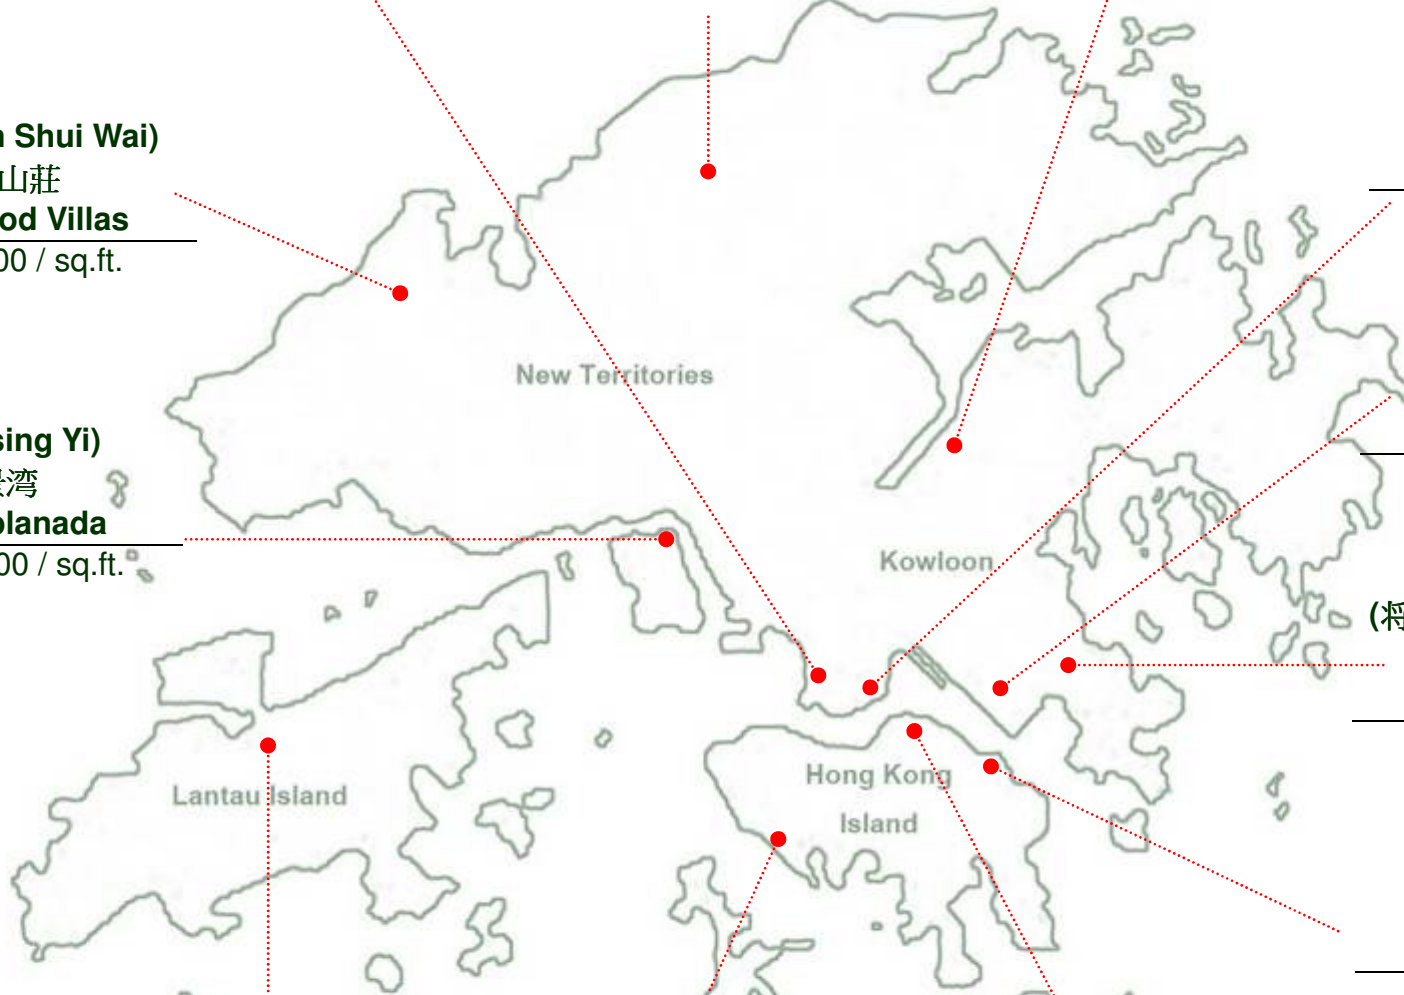 Shui Wai)
山莊
od Villas
00 / sq.ft.
New Territories
sing Yi)
湾
planada
00 / sq.ft.
Kowloon
(将
Hong Kong
Island
Lantau Island